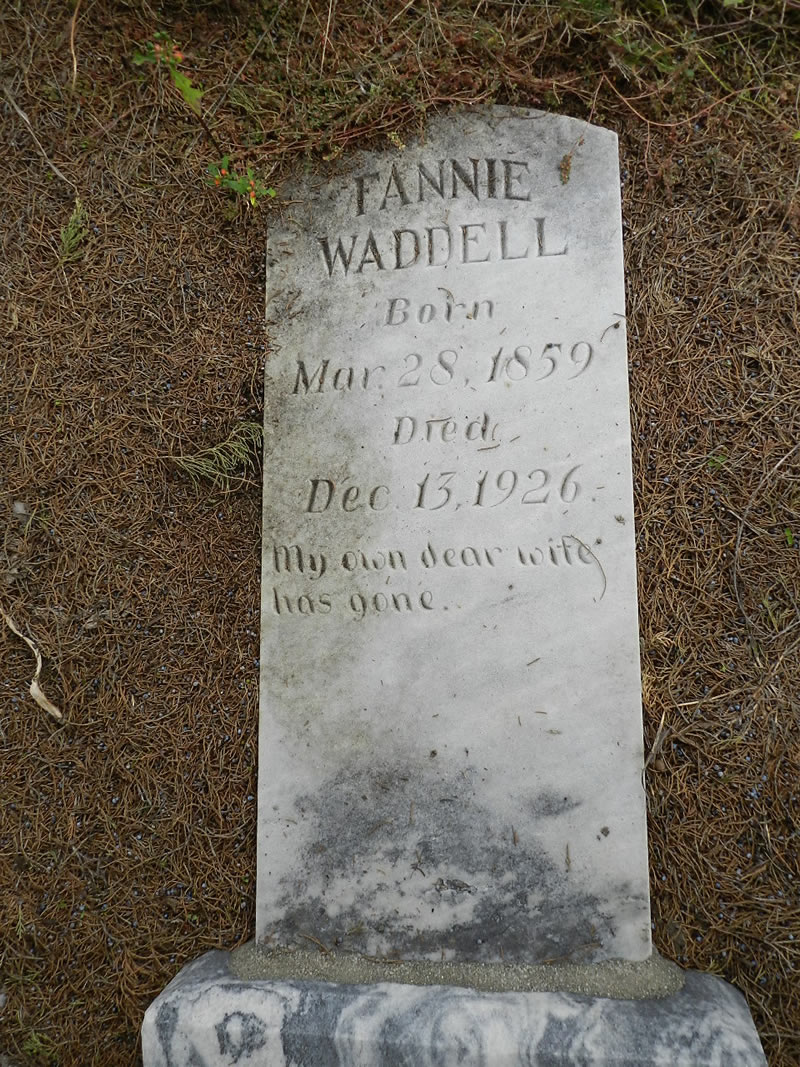 FANNIE
WADDELL
Born
Mar. 28, 1859
Died
Dec. 13, 1926.
My own dear wife
has gone.